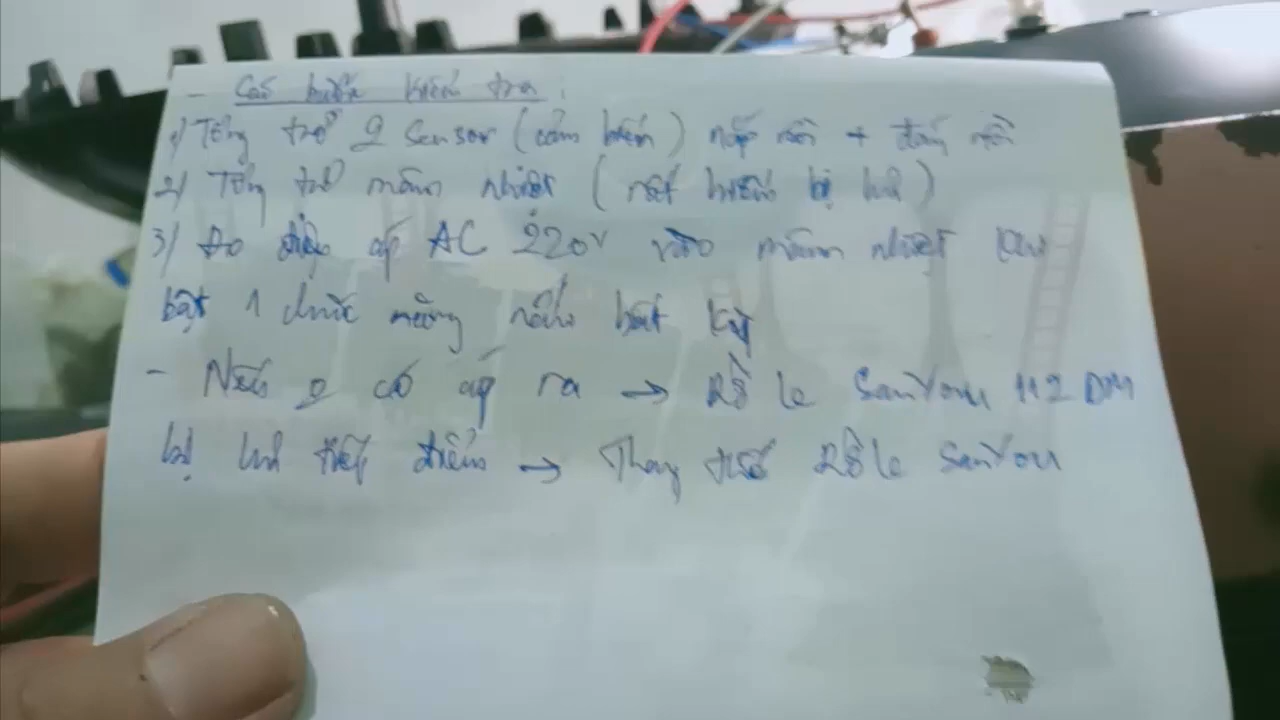 - Các bước kiểm tra:
1) Tổng trở 2 sensor (cảm biến) nắp nồi + đáy nồi
2) Tổng trở mâm nhiệt (rất hiếm bị hư)
3) Đo điện áp AC 220V vào mâm nhiệt khi
bật 1 chức năng nấu bất kỳ
- Nếu có áp ra → Rờ le SanYou 112 DM
bị hư tiếp điểm → Thay thế Rờ le SanYou